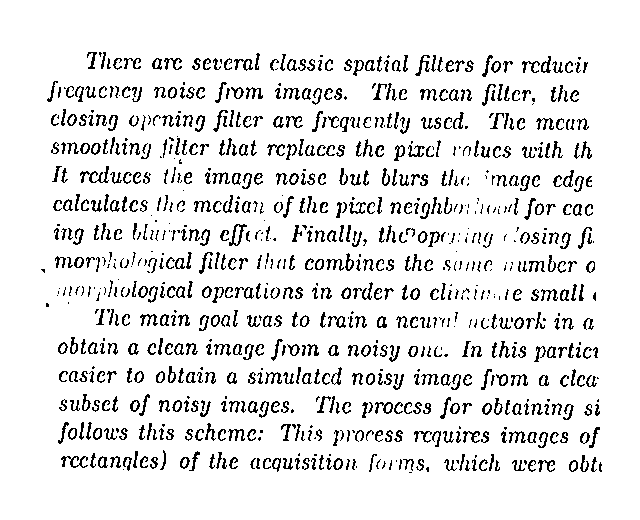 There are several classic spatial filters for reducin
frequency noise from images. The mean filter, the
closing opening filter are frequently used. The mean
smoothing filter that replaces the pixel values with th
It reduces the image noise but blurs the image edge
calculates the median of the pixel neighborhood for eac
ing the blurring effect. Finally, the opening closing fi
morphological filter that combines the same number o
morphological operations in order to eliminate small
The main goal was to train a neural network in a
obtain a clean image from a noisy one. In this partic
easier to obtain a simulated noisy image from a clea
subset of noisy images. The process for obtaining si
follows this scheme: This process requires images of
rectangles) of the acquisition forms, which were obt